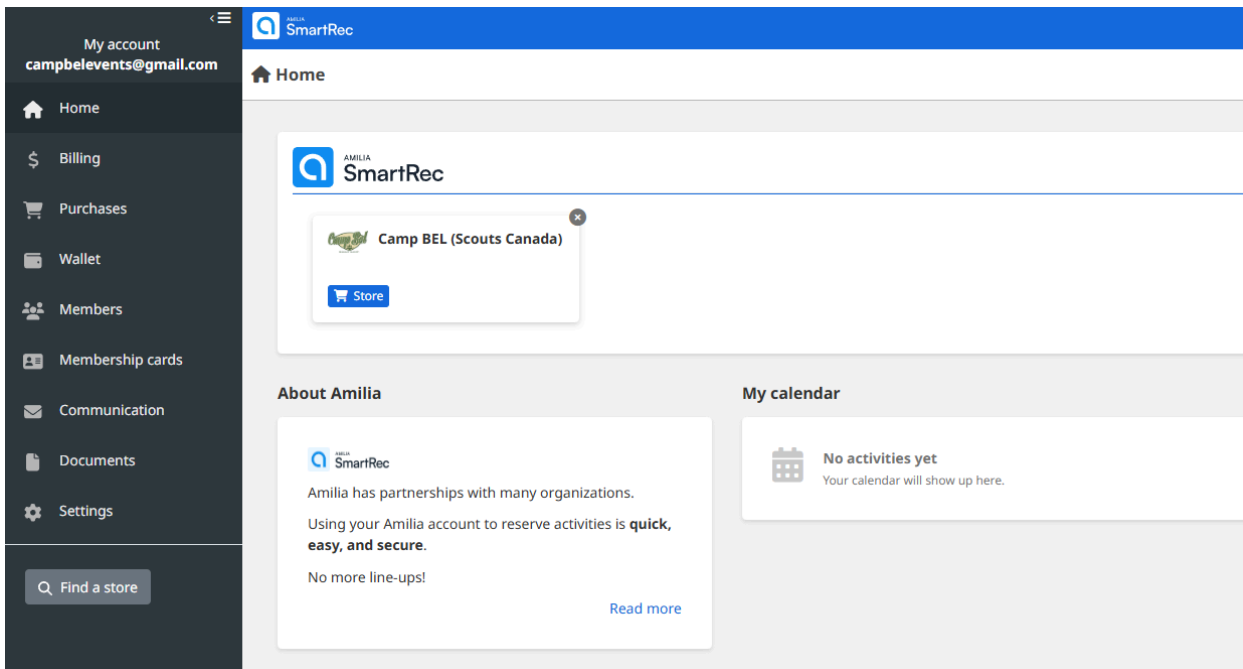 My account
campbelevents@gmail.com
Home
Billing
Purchases
Wallet
Members
Membership cards
Communication
Documents
Settings
Find a store
AMILIA
SmartRec
Home
AMILIA
SmartRec
Camp Bel
Camp BEL (Scouts Canada)
Store
About Amilia
AMILIA
SmartRec
Amilia has partnerships with many organizations.
Using your Amilia account to reserve activities is quick,
easy, and secure.
No more line-ups!
Read more
My calendar
No activities yet
Your calendar will show up here.